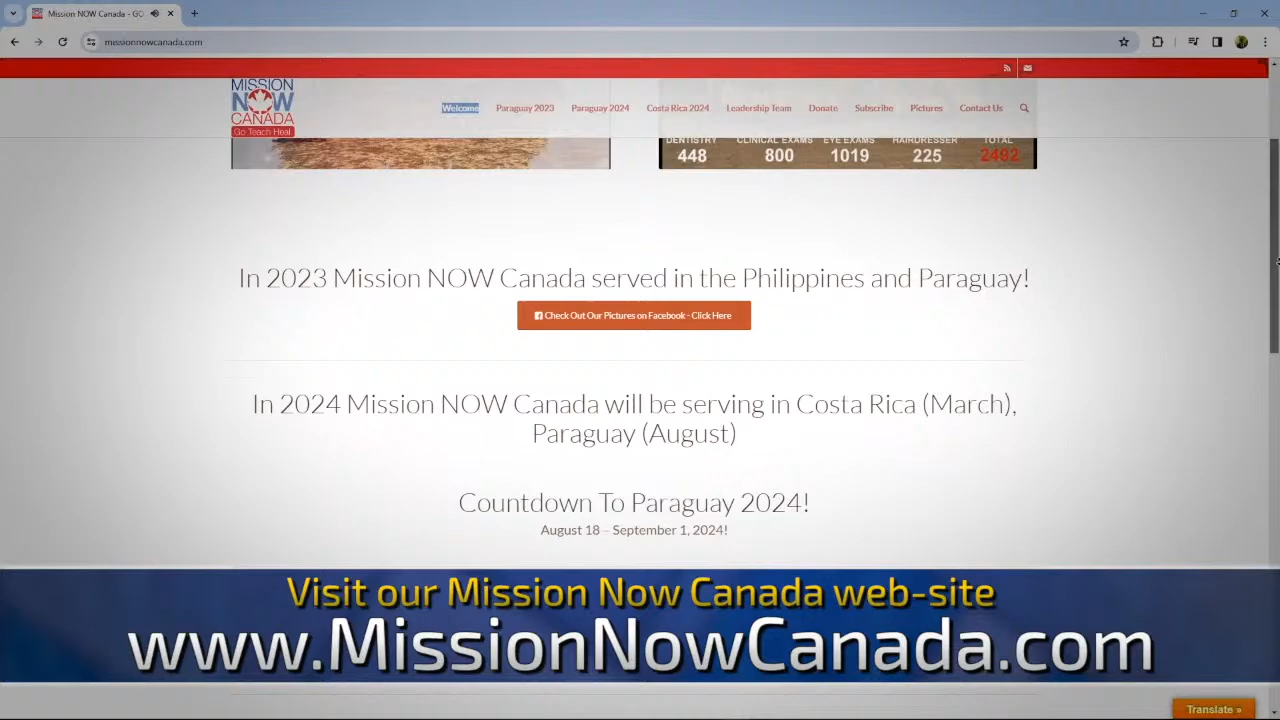 Mission NOW Canada - GO
missionnowcanada.com
MISSION
NOW
CANADA
Go Teach Heal
Welcome
Paraguay 2023
Paraguay 2024
Costa Rica 2024
Leadership Team
Donate
Subscribe
Pictures
Contact Us
DENTISTRY CLINICAL EXAMS EYE EXAMS HAIRDRESSER TOTAL
448 800 1019 225 2492
In 2023 Mission NOW Canada served in the Philippines and Paraguay!
Check Out Our Pictures on Facebook - Click Here
In 2024 Mission NOW Canada will be serving in Costa Rica (March),
Paraguay (August)
Countdown To Paraguay 2024!
August 18 – September 1, 2024!
Visit our Mission Now Canada web-site
www.MissionNowCanada.com
Translate »